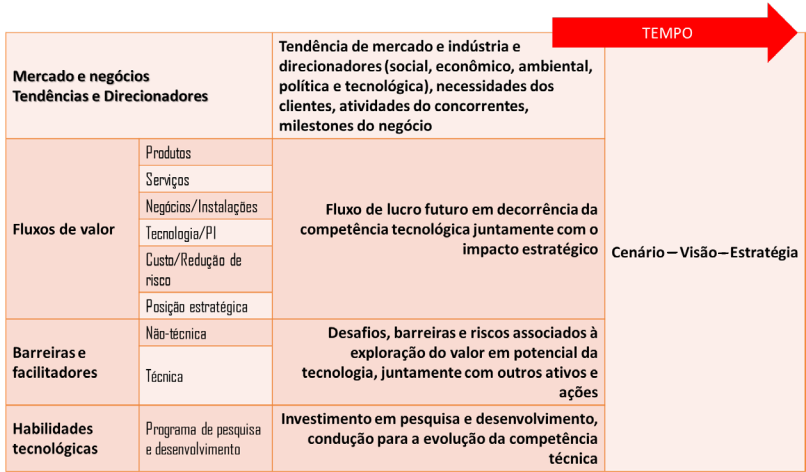 TEMPO
Mercado e negócios
Tendências e Direcionadores
Tendência de mercado e indústria e
direcionadores (social, econômico, ambiental,
política e tecnológica), necessidades dos
clientes, atividades do concorrentes,
milestones do negócio
Fluxos de valor
Produtos
Serviços
Negócios/Instalações
Tecnologia/PI
Custo/Redução de
risco
Posição estratégica
Fluxo de lucro futuro em decorrência da
competência tecnológica juntamente com o
impacto estratégico
Cenário – Visão – Estratégia
Barreiras e
facilitadores
Não-técnica
Técnica
Desafios, barreiras e riscos associados à
exploração do valor em potencial da
tecnologia, juntamente com outros ativos e
ações
Habilidades
tecnológicas
Programa de pesquisa
e desenvolvimento
Investimento em pesquisa e desenvolvimento,
condução para a evolução da competência
técnica